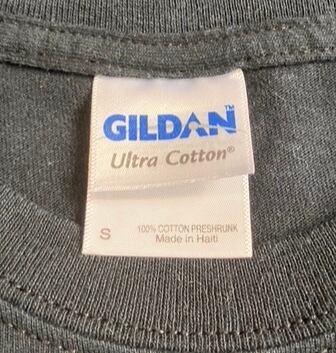 GILDAN™
Ultra Cotton®
S 100% COTTON PRESHRUNK
Made in Haiti